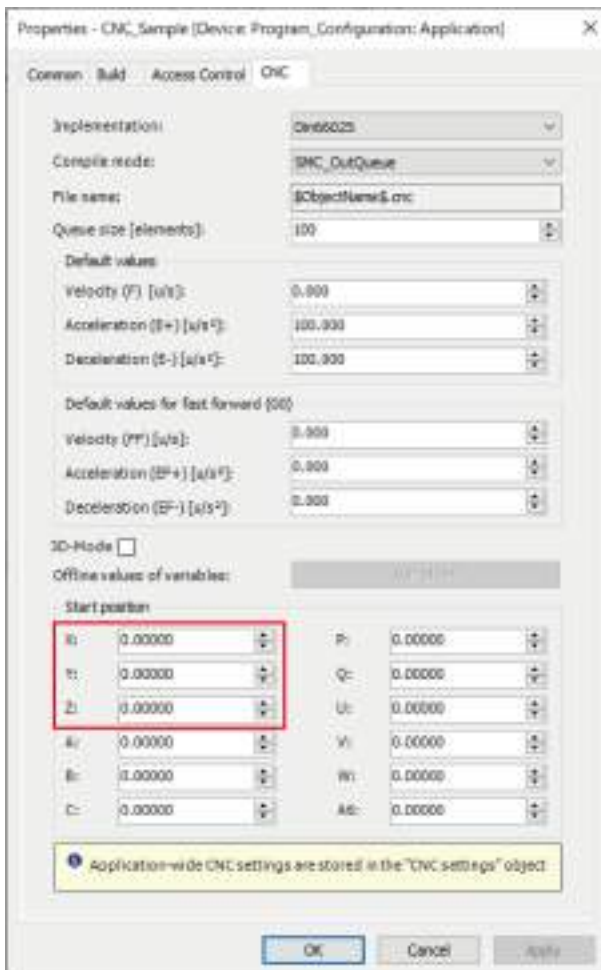 Properties - CNC_Sample [Device: Program_Configuration: Application]
Common Build Access Control CNC
Implementation: Din66025
Compile mode: SMC_OutQueue
File name: $ObjectName$.cnc
Queue size [elements]: 100
Default values
Velocity (F) [u/s]: 0.000
Acceleration (E+) [u/s²]: 100.000
Deceleration (E-) [u/s²]: 100.000
Default values for fast forward (G0)
Velocity (FF) [u/s]: 0.000
Acceleration (EF+) [u/s²]: 0.000
Deceleration (EF-) [u/s²]: 0.000
3D-Mode
Offline values of variables:
Start position
X: 0.00000 P: 0.00000
Y: 0.00000 Q: 0.00000
Z: 0.00000 U: 0.00000
A: 0.00000 V: 0.00000
B: 0.00000 W: 0.00000
C: 0.00000 A6: 0.00000
Application-wide CNC settings are stored in the "CNC settings" object
OK Cancel Apply